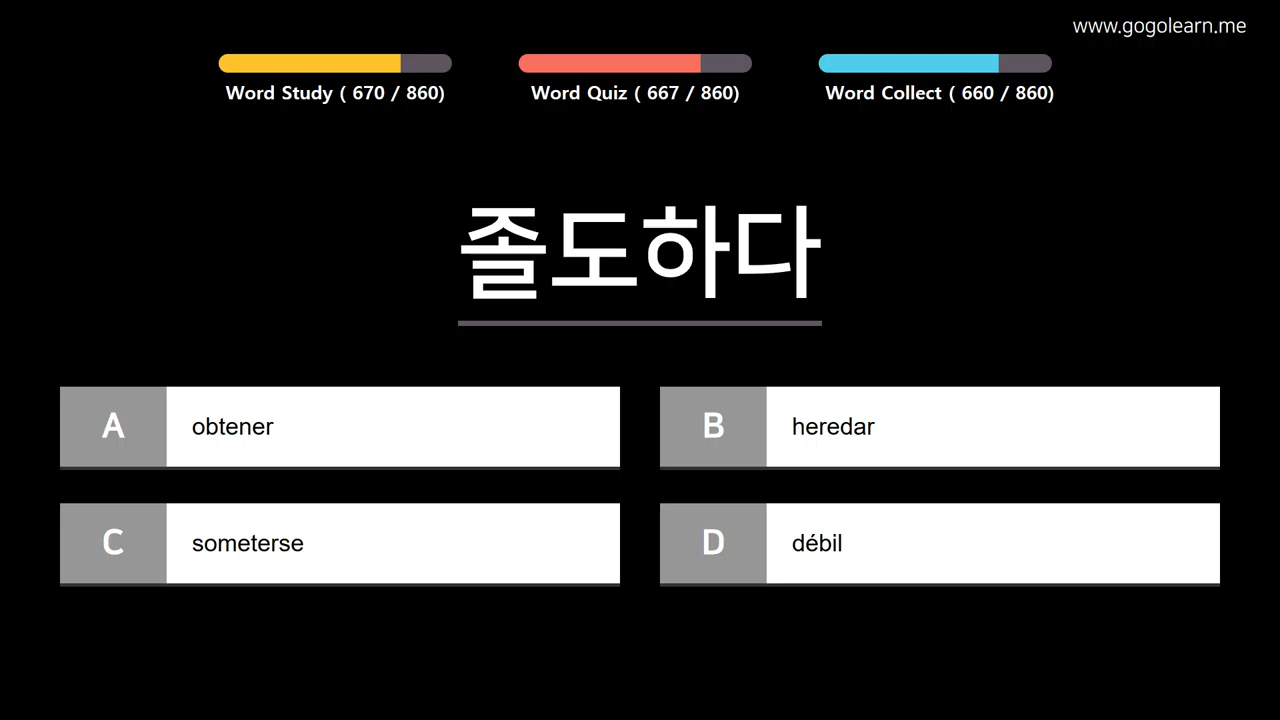 www.gogolearn.me
Word Study ( 670 / 860)
Word Quiz ( 667 / 860)
Word Collect ( 660 / 860)
졸도하다
A obtener
B heredar
C someterse
D débil